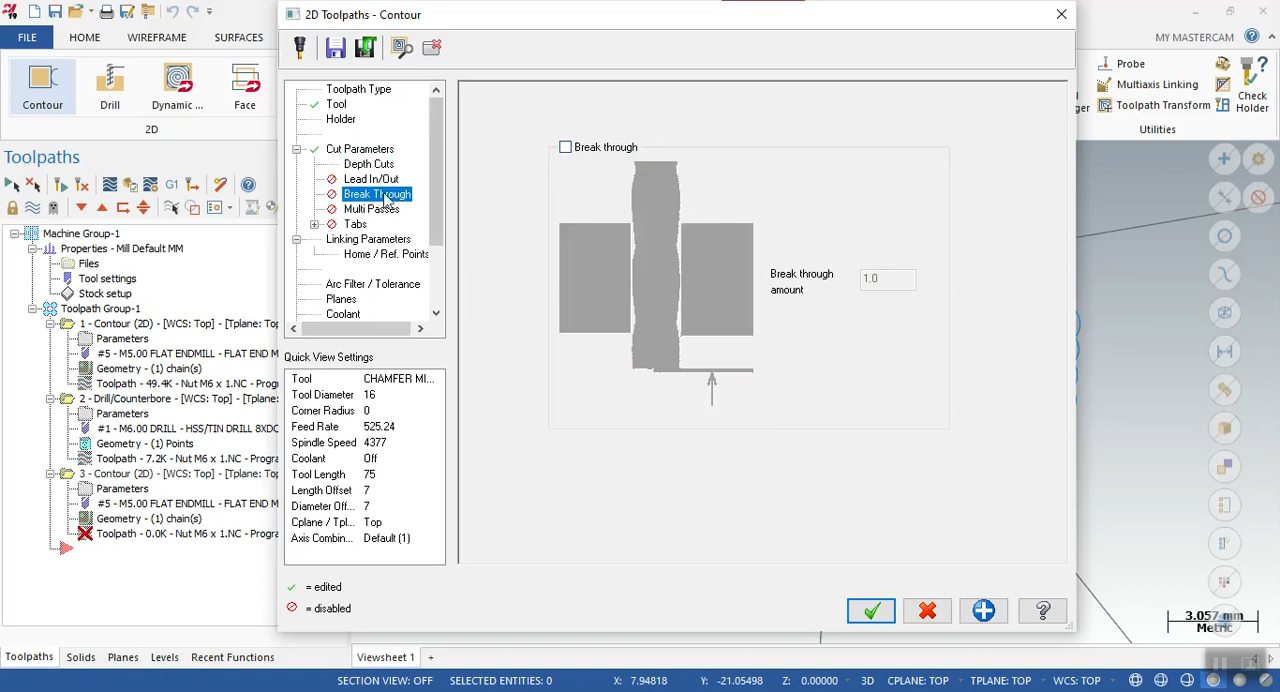 19
2D Toolpaths - Contour
FILE
HOME
WIREFRAME
SURFACES
MY MASTERCAM
Contour
Drill
Dynamic ...
Face
2D
Probe
Multiaxis Linking
Toolpath Transform
Check
Holder
ger
Utilities
Toolpaths
G1
Machine Group-1
Properties - Mill Default MM
Files
Tool settings
Stock setup
Toolpath Group-1
1 - Contour (2D) - [WCS: Top] - [Tplane: Top]
Parameters
#5 - M5.00 FLAT ENDMILL - FLAT END M
Geometry - (1) chain(s)
Toolpath - 49.4K - Nut M6 x 1.NC - Progra
2 - Drill/Counterbore - [WCS: Top] - [Tplane:
Parameters
#1 - M6.00 DRILL - HSS/TIN DRILL 8XDC
Geometry - (1) Points
Toolpath - 7.2K - Nut M6 x 1.NC - Progra
3 - Contour (2D) - [WCS: Top] - [Tplane: Top]
Parameters
#5 - M5.00 FLAT ENDMILL - FLAT END M
Geometry - (1) chain(s)
Toolpath - 0.0K - Nut M6 x 1.NC - Progra
Toolpath Type
Tool
Holder
Cut Parameters
Depth Cuts
Lead In/Out
Break Through
Multi Passes
Tabs
Linking Parameters
Home / Ref. Points
Arc Filter / Tolerance
Planes
Coolant
Quick View Settings
Tool CHAMFER MI...
Tool Diameter 16
Corner Radius 0
Feed Rate 525.24
Spindle Speed 4377
Coolant Off
Tool Length 75
Length Offset 7
Diameter Off... 7
Cplane / Tpl... Top
Axis Combin... Default (1)
= edited
= disabled
Break through
Break through
amount
1.0
3.057 mm
Metric
Toolpaths
Solids
Planes
Levels
Recent Functions
Viewsheet 1
+
SECTION VIEW: OFF
SELECTED ENTITIES: 0
X: 7.94818
Y: -21.05498
Z: 0.00000
3D
CPLANE: TOP
TPLANE: TOP
WCS: TOP